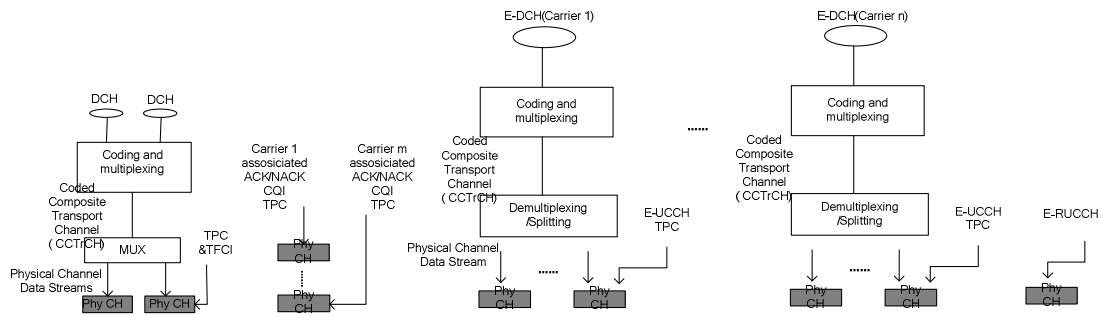 DCH
DCH
Coding and
multiplexing
Coded
Composite
Transport
Channel
( CCTrCH)
MUX
TPC
&TFCI
Physical Channel
Data Streams
Phy CH
Phy CH
Carrier 1
assosiciated
ACK/NACK
CQI
TPC
Carrier m
assosiciated
ACK/NACK
CQI
TPC
Phy
CH
......
Phy
CH
E-DCH(Carrier 1)
Coding and
multiplexing
Coded
Composite
Transport
Channel
( CCTrCH)
Demultiplexing
/Splitting
E-UCCH
TPC
Physical Channel
Data Stream
......
Phy
CH
Phy
CH
......
E-DCH(Carrier n)
Coding and
multiplexing
Coded
Composite
Transport
Channel
( CCTrCH)
Demultiplexing
/Splitting
E-UCCH
TPC
......
Phy
CH
Phy
CH
E-RUCCH
Phy
CH